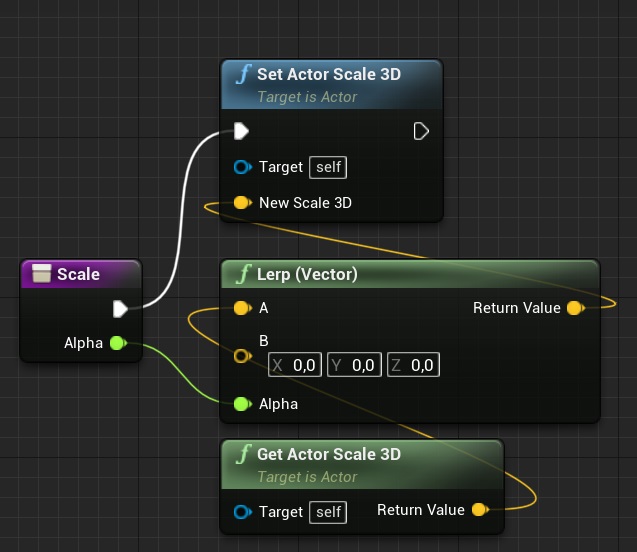 Set Actor Scale 3D
Target is Actor
Target self
New Scale 3D
Scale
Alpha
Lerp (Vector)
A Return Value
B
X 0,0 Y 0,0 Z 0,0
Alpha
Get Actor Scale 3D
Target is Actor
Target self Return Value